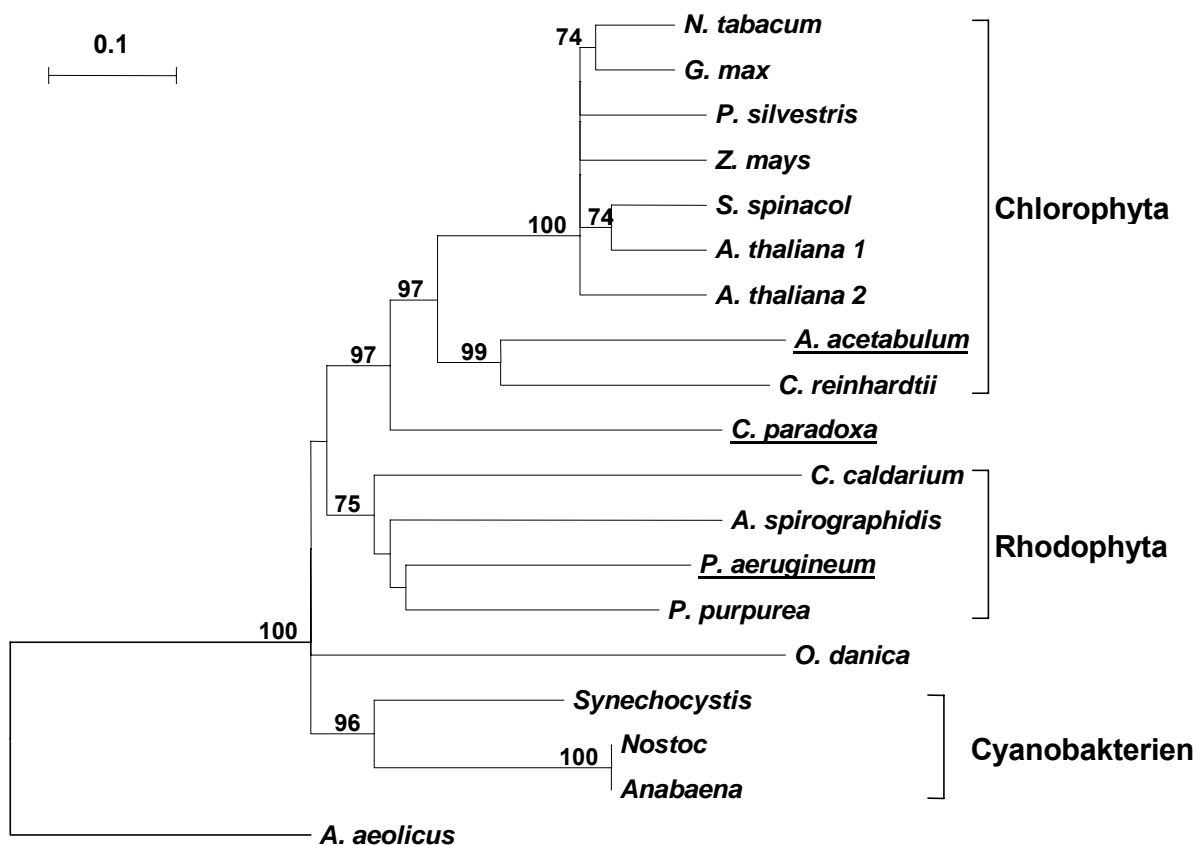 0.1
74
N. tabacum
G. max
P. silvestris
Z. mays
100
74
S. spinacol
A. thaliana 1
A. thaliana 2
Chlorophyta
97
97
99
A. acetabulum
C. reinhardtii
C. paradoxa
75
C. caldarium
A. spirographidis
P. aerugineum
P. purpurea
Rhodophyta
100
O. danica
96
Synechocystis
100
Nostoc
Anabaena
Cyanobakterien
A. aeolicus